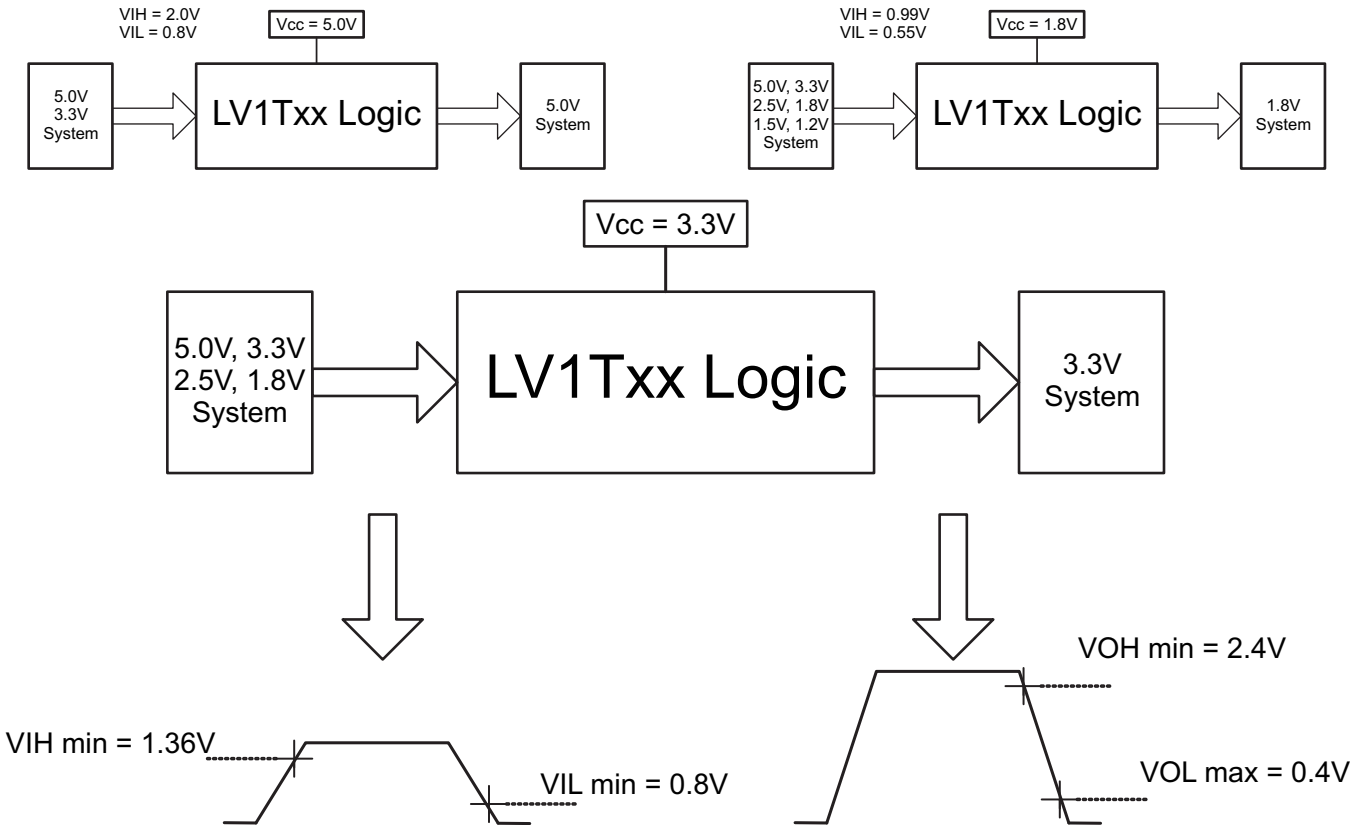 VIH = 2.0V
VIL = 0.8V
Vcc = 5.0V
5.0V
3.3V
System
LV1Txx Logic
5.0V
System
VIH = 0.99V
VIL = 0.55V
Vcc = 1.8V
5.0V, 3.3V
2.5V, 1.8V
1.5V, 1.2V
System
LV1Txx Logic
1.8V
System
Vcc = 3.3V
5.0V, 3.3V
2.5V, 1.8V
System
LV1Txx Logic
3.3V
System
VIH min = 1.36V
VIL min = 0.8V
VOH min = 2.4V
VOL max = 0.4V